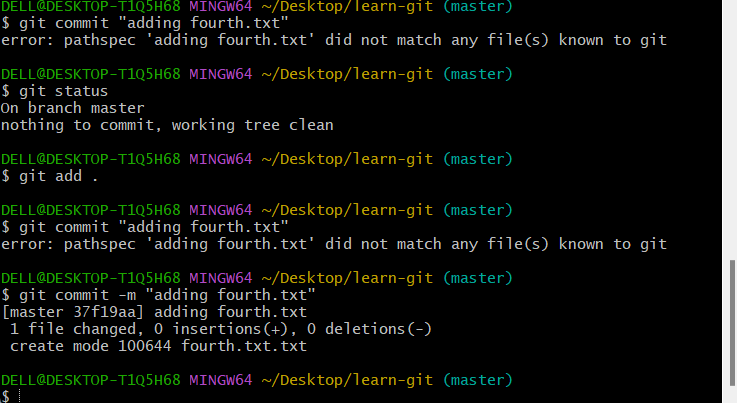 DELL@DESKTOP-T1Q5H68 MINGW64 ~/Desktop/learn-git (master)
$ git commit "adding fourth.txt"
error: pathspec 'adding fourth.txt' did not match any file(s) known to git
DELL@DESKTOP-T1Q5H68 MINGW64 ~/Desktop/learn-git (master)
$ git status
On branch master
nothing to commit, working tree clean
DELL@DESKTOP-T1Q5H68 MINGW64 ~/Desktop/learn-git (master)
$ git add .
DELL@DESKTOP-T1Q5H68 MINGW64 ~/Desktop/learn-git (master)
$ git commit "adding fourth.txt"
error: pathspec 'adding fourth.txt' did not match any file(s) known to git
DELL@DESKTOP-T1Q5H68 MINGW64 ~/Desktop/learn-git (master)
$ git commit -m "adding fourth.txt"
[master 37f19aa] adding fourth.txt
 1 file changed, 0 insertions(+), 0 deletions(-)
 create mode 100644 fourth.txt.txt
DELL@DESKTOP-T1Q5H68 MINGW64 ~/Desktop/learn-git (master)
$